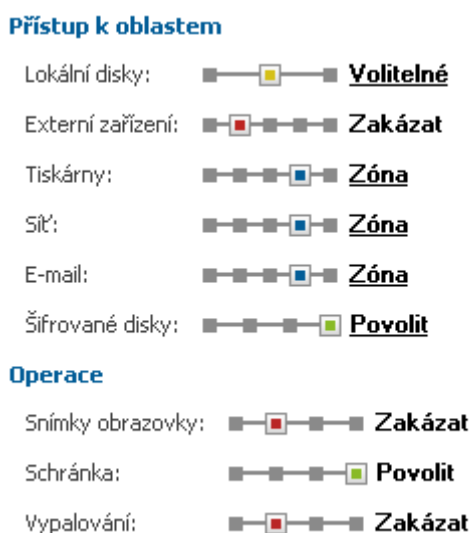 Přístup k oblastem
Lokální disky: Volitelné
Externí zařízení: Zakázat
Tiskárny: Zóna
Síť: Zóna
E-mail: Zóna
Šifrované disky: Povolit
Operace
Snímky obrazovky: Zakázat
Schránka: Povolit
Vypalování: Zakázat